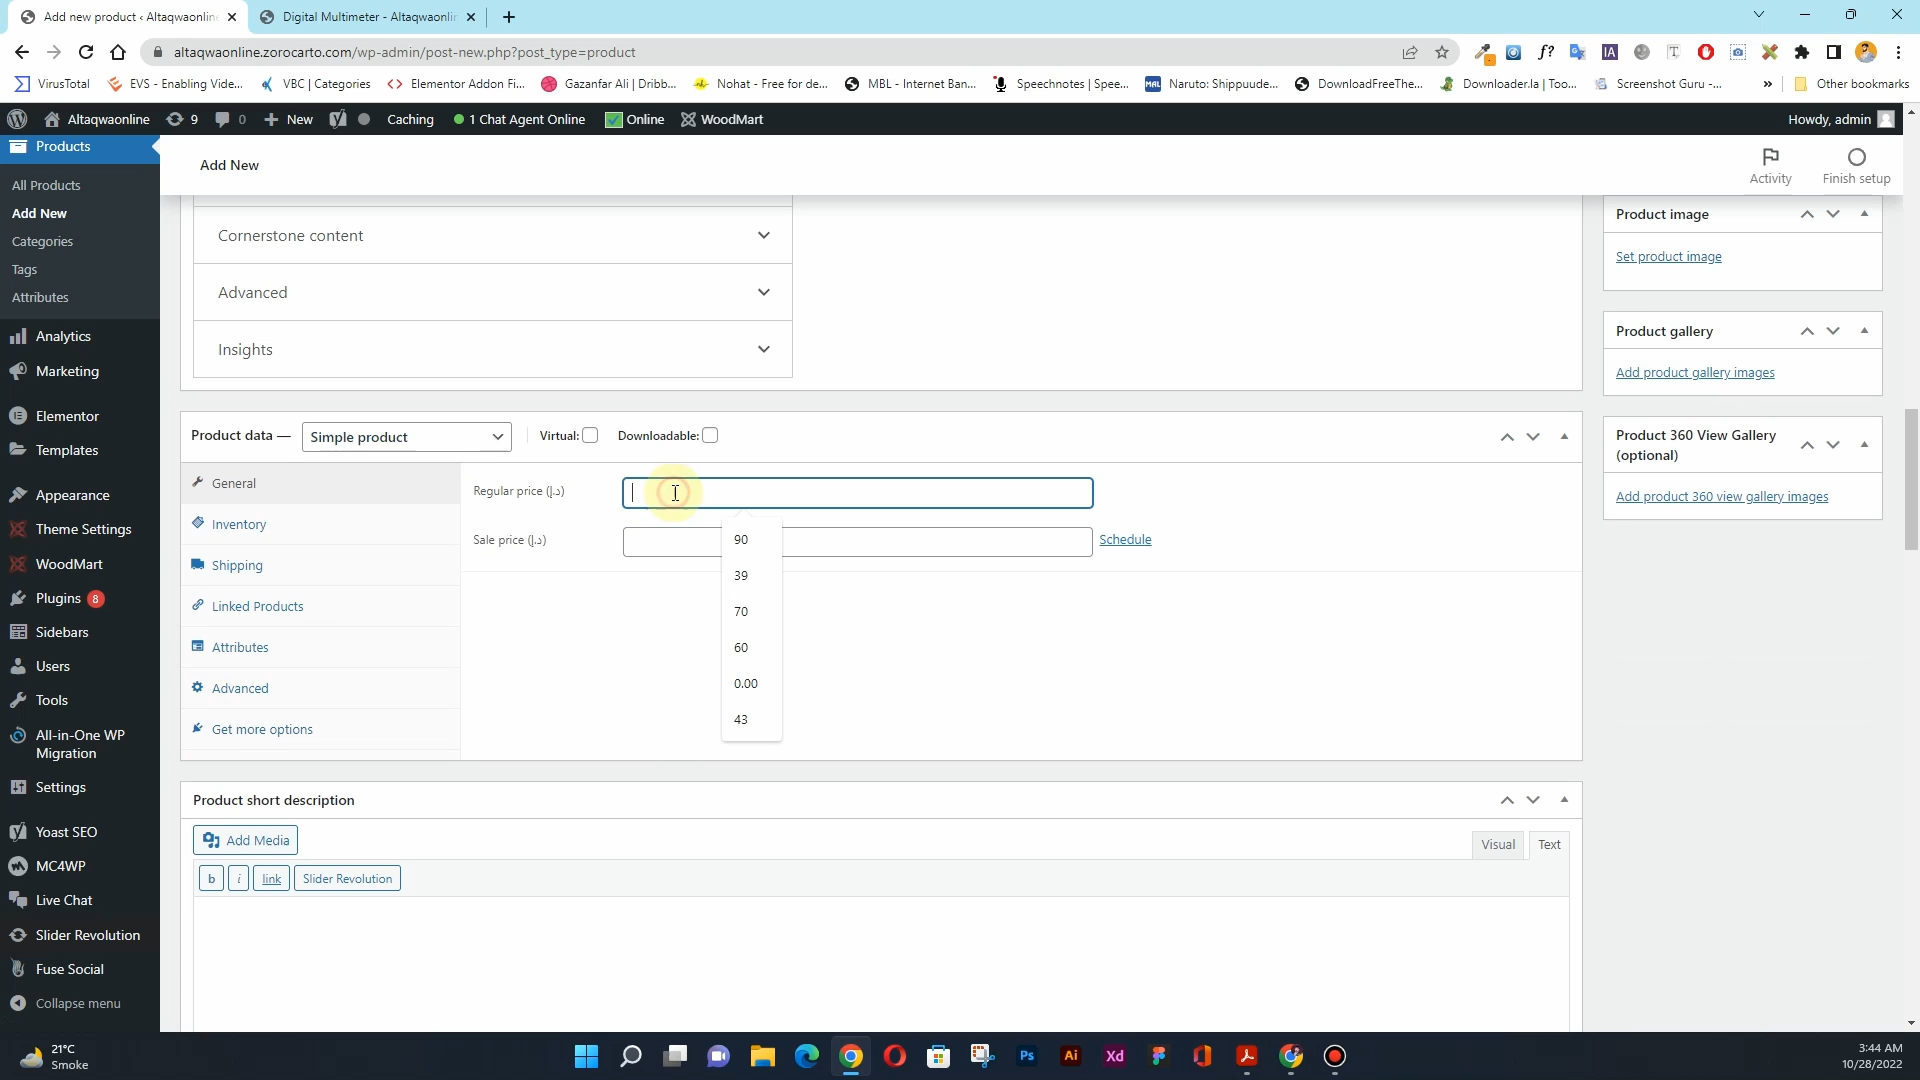 Add new product ‹ Altaqwaonlin
Digital Multimeter - Altaqwaonlin
altaqwaonline.zorocarto.com/wp-admin/post-new.php?post_type=product
VirusTotal
EVS - Enabling Vide...
VBC | Categories
Elementor Addon Fi...
Gazanfar Ali | Dribb...
Nohat - Free for de...
MBL - Internet Ban...
Speechnotes | Spee...
Naruto: Shippuude...
DownloadFreeThe...
Downloader.la | Too...
Screenshot Guru -...
»
Other bookmarks
Altaqwaonline
9
0
New
Caching
1 Chat Agent Online
Online
WoodMart
Howdy, admin
Products
Add New
Activity
Finish setup
All Products
Add New
Categories
Tags
Attributes
Analytics
Marketing
Elementor
Templates
Appearance
Theme Settings
WoodMart
Plugins 8
Sidebars
Users
Tools
All-in-One WP
Migration
Settings
Yoast SEO
MC4WP
Live Chat
Slider Revolution
Fuse Social
Collapse menu
Cornerstone content
Advanced
Insights
Product data —
Simple product
Virtual:
Downloadable:
General
Inventory
Shipping
Linked Products
Attributes
Advanced
Get more options
Regular price (د.إ)
Sale price (د.إ)
Schedule
90
39
70
60
0.00
43
Product short description
Add Media
Visual
Text
b
i
link
Slider Revolution
Product image
Set product image
Product gallery
Add product gallery images
Product 360 View Gallery
(optional)
Add product 360 view gallery images
21°C
Smoke
Ps
Ai
Xd
3:44 AM
10/28/2022